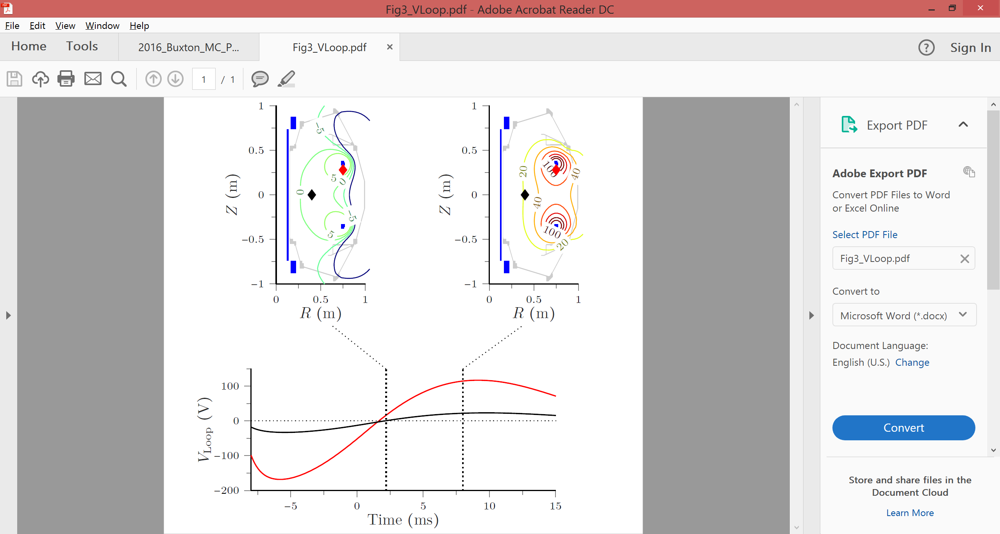 Fig3_VLoop.pdf - Adobe Acrobat Reader DC
File Edit View Window Help
Home Tools 2016_Buxton_MC_P... Fig3_VLoop.pdf Sign In
1 / 1
1
0.5
0
−0.5
−1
Z (m)
0 0.5 1
R (m)
−5
5
0
0
−5
5
1
0.5
0
−0.5
−1
Z (m)
0 0.5 1
R (m)
100
20
40
40
100
20
100
0
−100
−200
VLoop (V)
−5 0 5 10 15
Time (ms)
Export PDF
Adobe Export PDF
Convert PDF Files to Word
or Excel Online
Select PDF File
Fig3_VLoop.pdf
Convert to
Microsoft Word (*.docx)
Document Language:
English (U.S.) Change
Convert
Store and share files in the
Document Cloud
Learn More